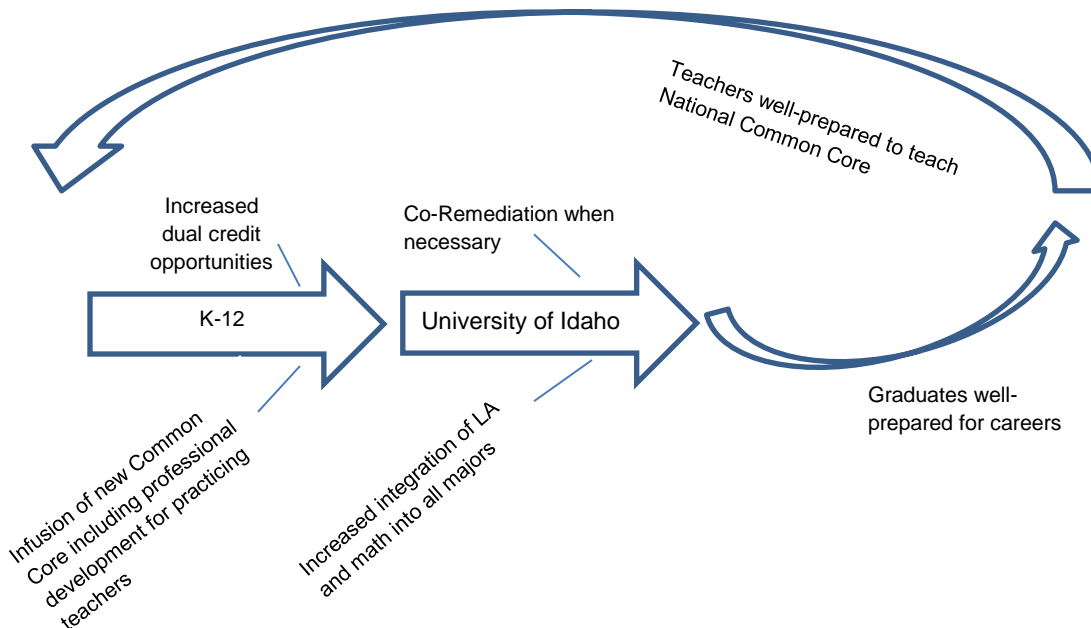 Teachers well-prepared to teach
National Common Core
Increased
dual credit
opportunities
Co-Remediation when
necessary
K-12
University of Idaho
Graduates well-
prepared for careers
Infusion of new Common
Core including professional
development for practicing
teachers
Increased integration of LA
and math into all majors